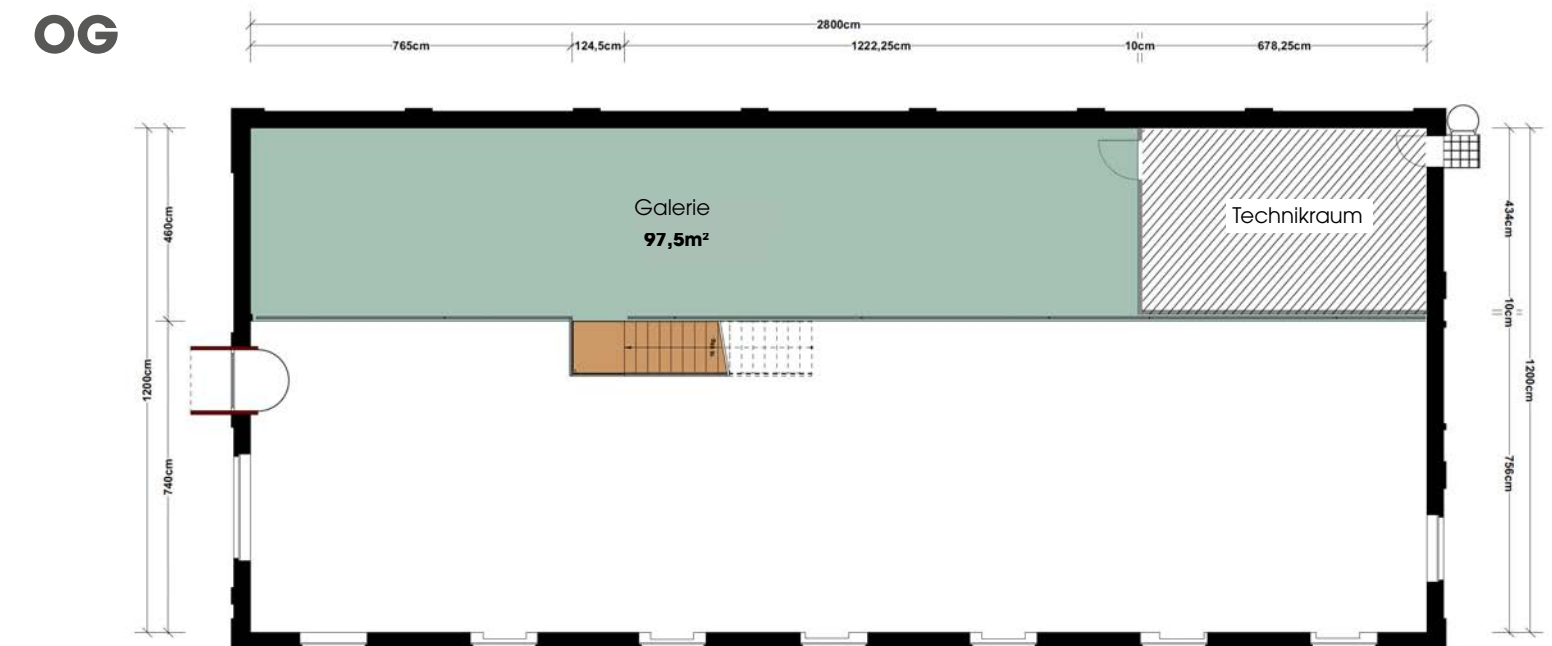 OG
2800cm
765cm
124,5cm
1222,25cm
10cm
678,25cm
Galerie
97,5m²
Technikraum
460cm
1200cm
740cm
434cm
10cm
1200cm
756cm